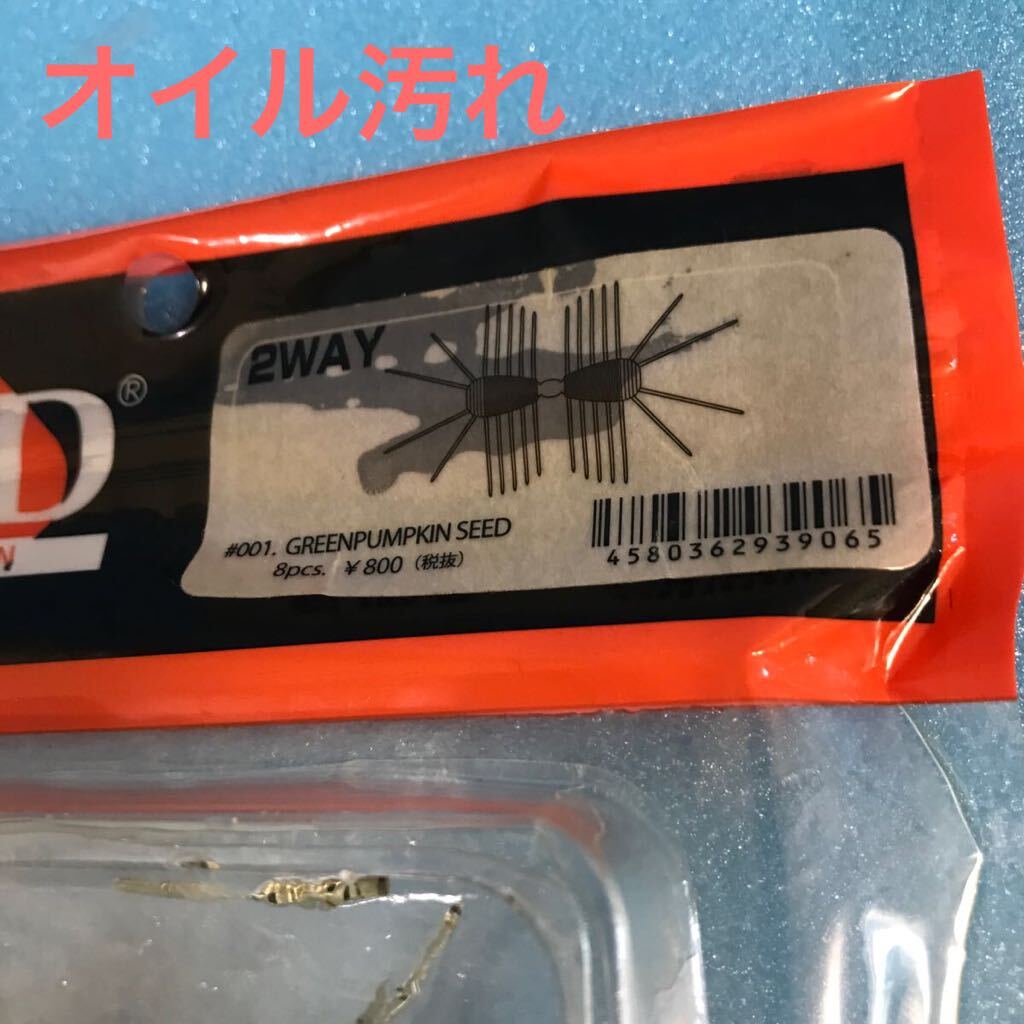 オイル汚れ
D®
N
2WAY
#001. GREENPUMPKIN SEED
8pcs. ¥800（税抜）
4580362939065